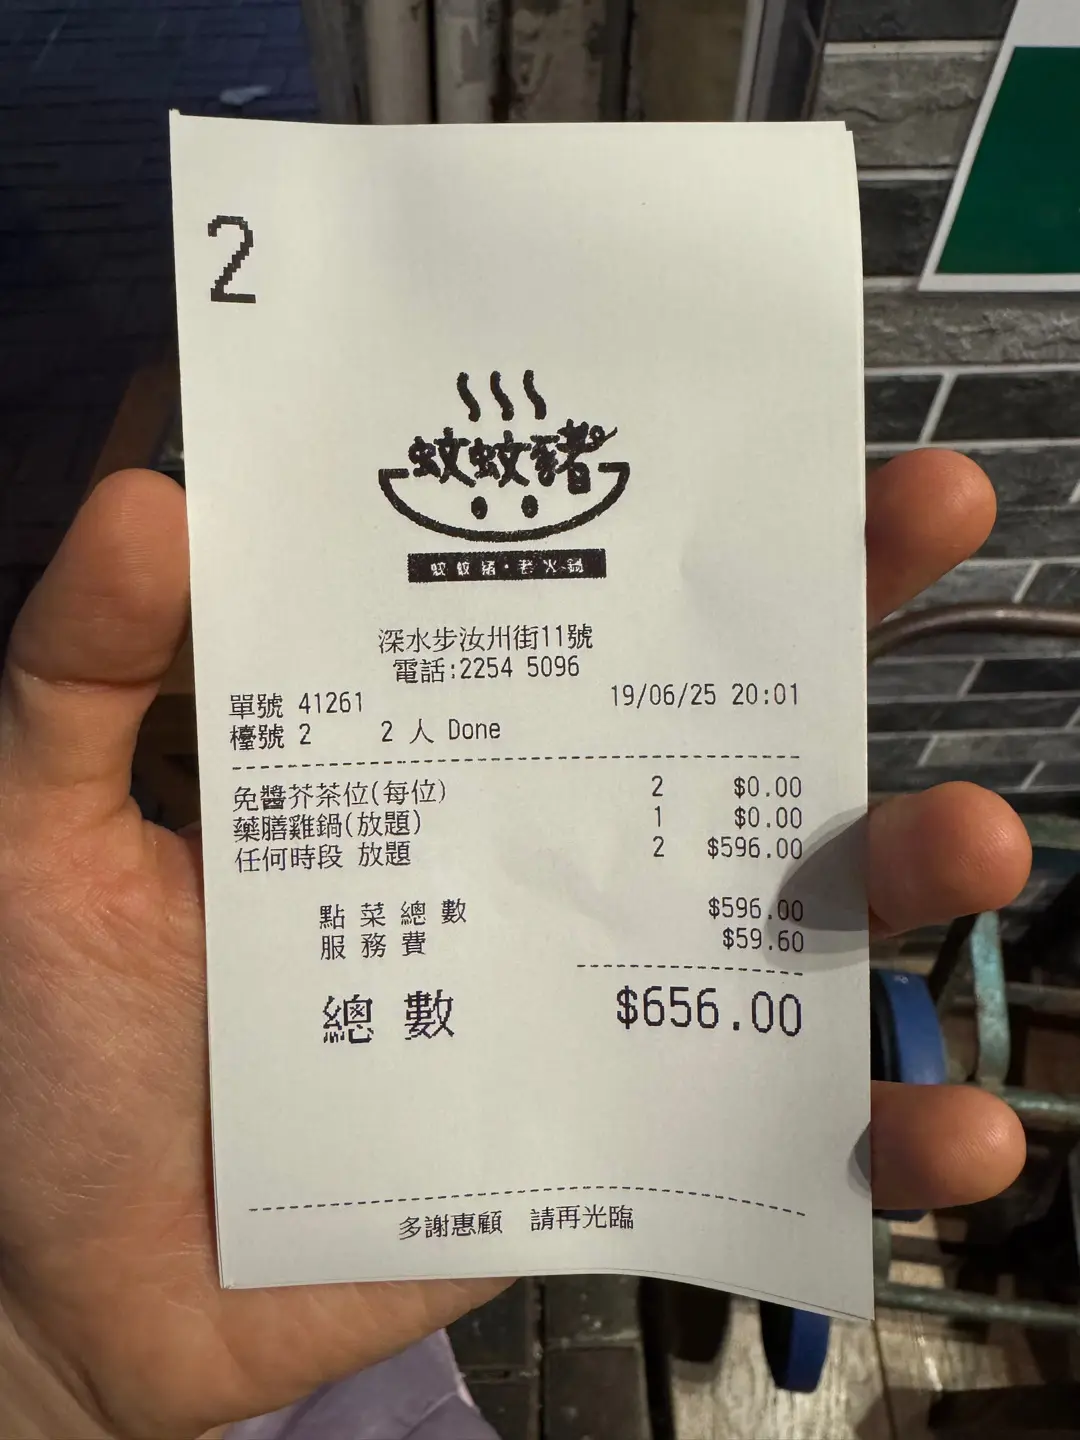 2
蚊蚊豬
蚊蚊豬·老火鍋
深水步汝州街11號
電話:2254 5096
單號 41261 19/06/25 20:01
檯號 2 2 人 Done
免醬芥茶位(每位) 2 $0.00
藥膳雞鍋(放題) 1 $0.00
任何時段 放題 2 $596.00
點菜總數 $596.00
服務費 $59.60
總數 $656.00
多謝惠顧 請再光臨